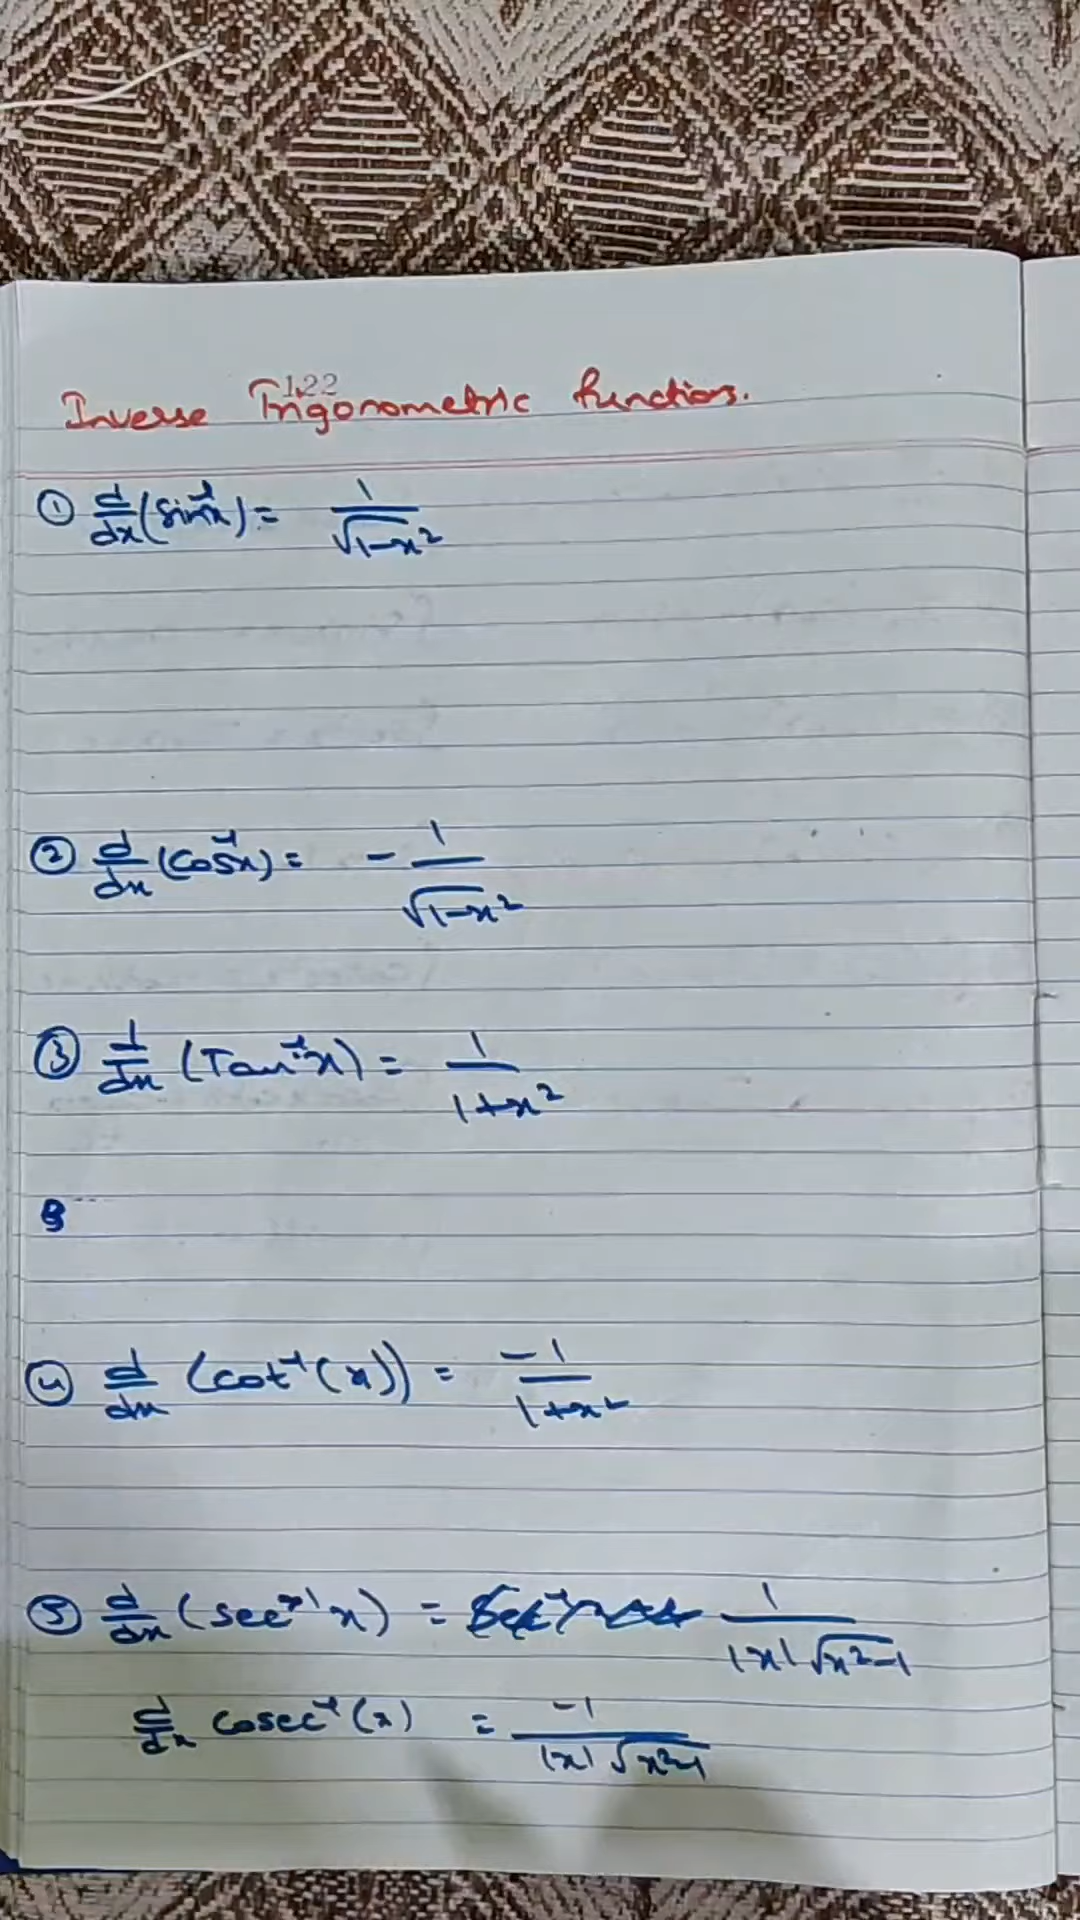 122
Inverse Trigonometric functions.
① d/dx (sin⁻¹x) = 1/√1-x²
② d/dx (cos⁻¹x) = - 1/√1-x²
③ d/dx (Tan⁻¹x) = 1/1+x²
④ d/dx (cot⁻¹(x)) = -1/1+x²
⑤ d/dx (sec⁻¹x) = 1/|x|√x²-1
d/dx cosec⁻¹(x) = -1/|x|√x²-1